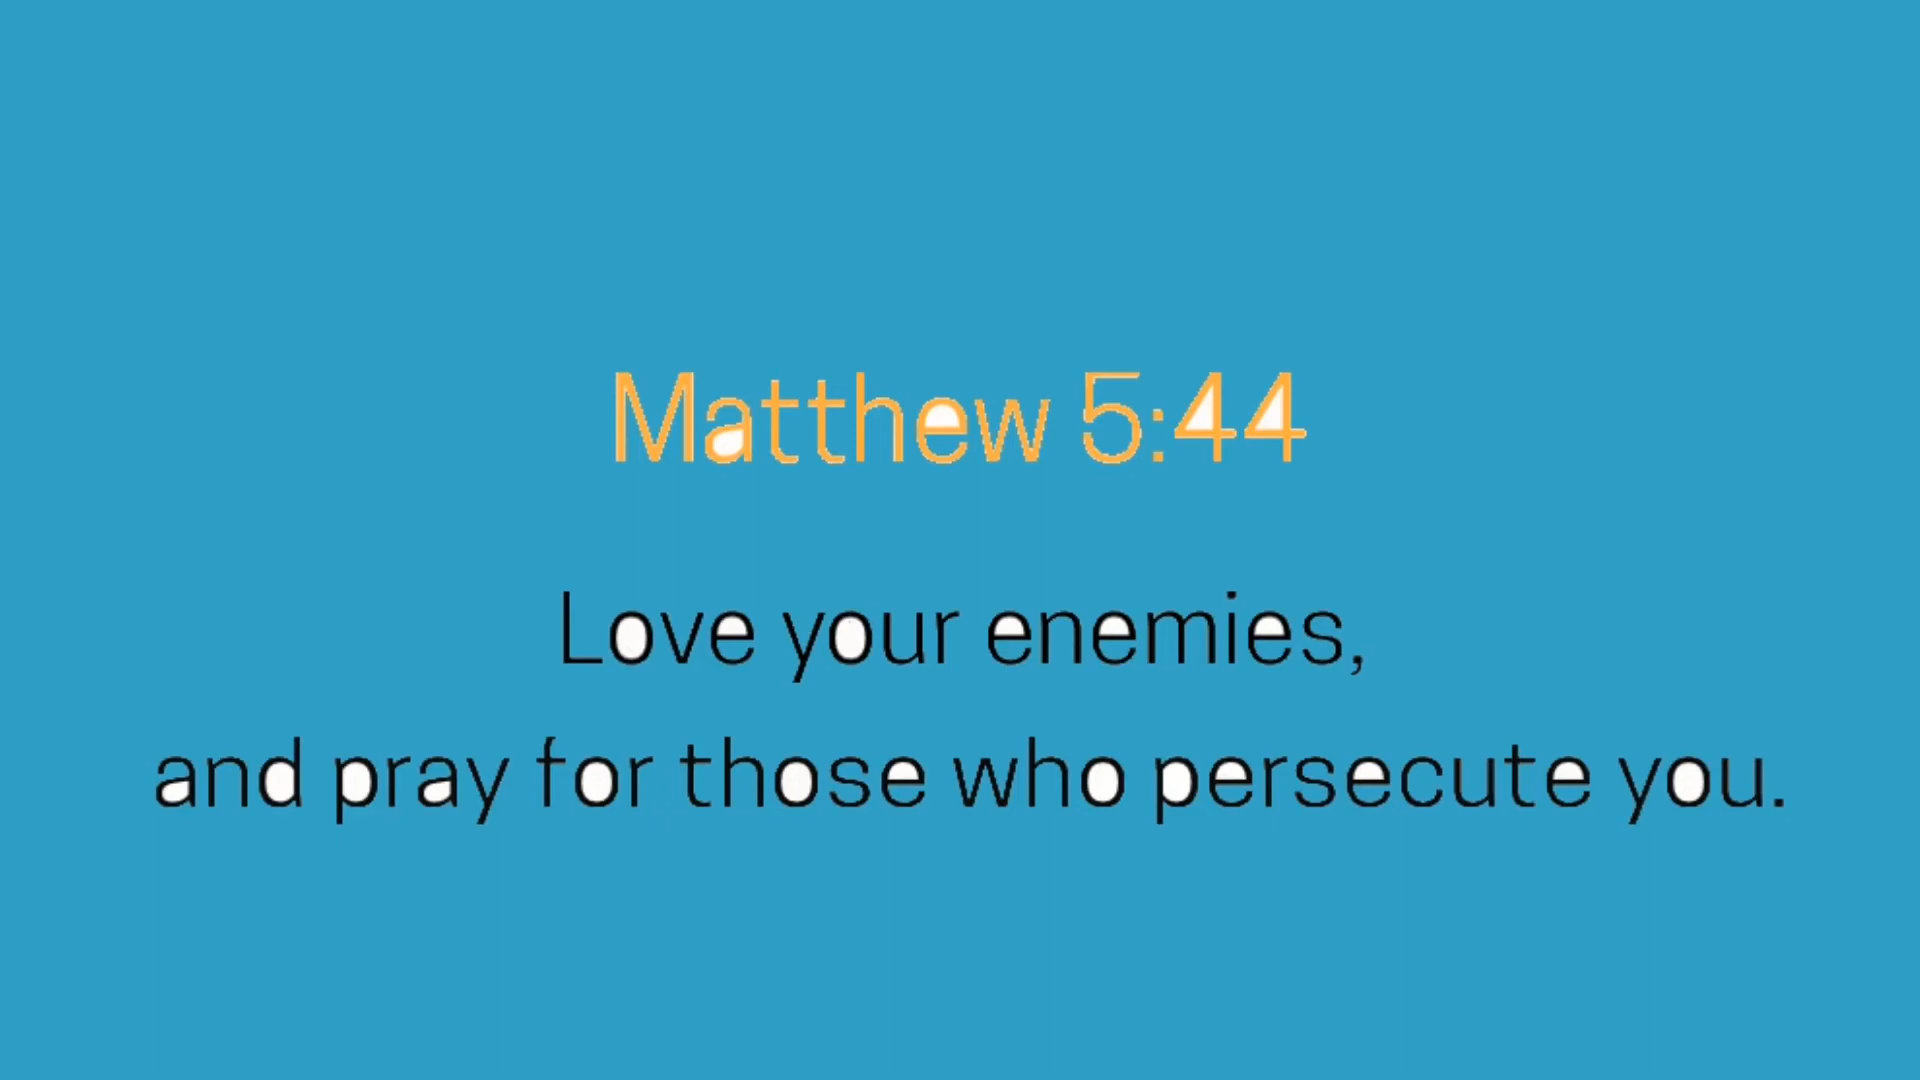 Matthew 5:44
Love your enemies,
and pray for those who persecute you.